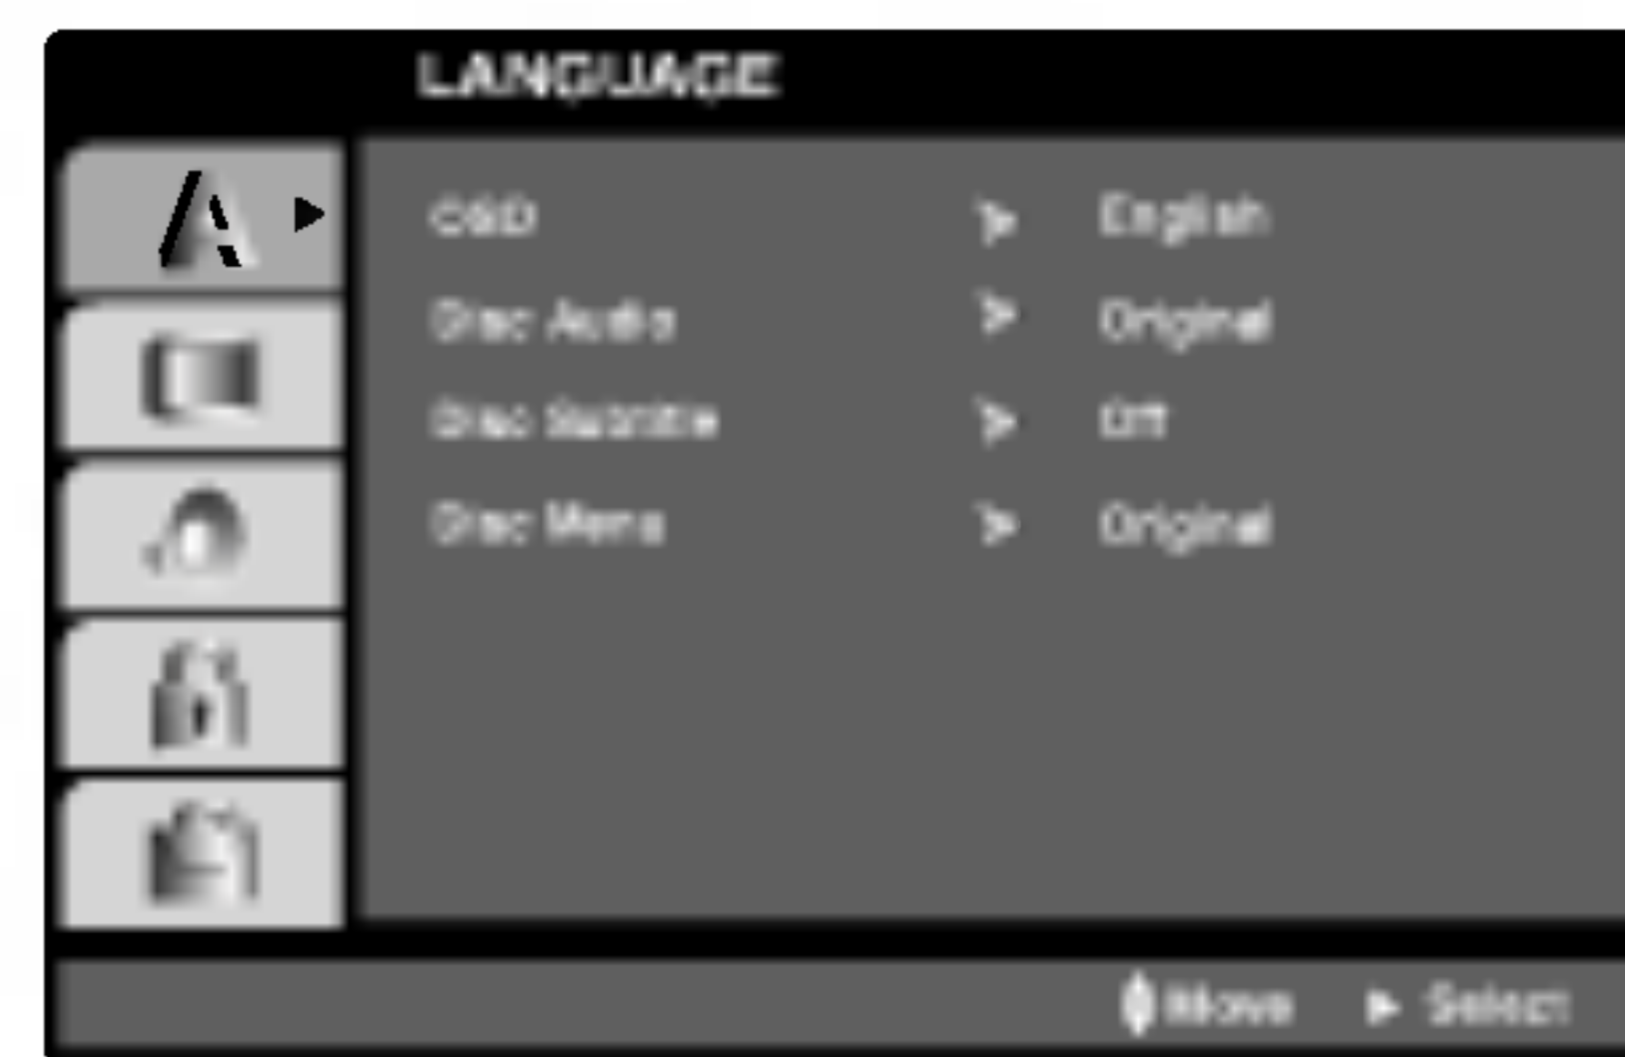 LANGUAGE
OSD > English
Disc Audio > Original
Disc Subtitle > Off
Disc Menu > Original
Move ► Select